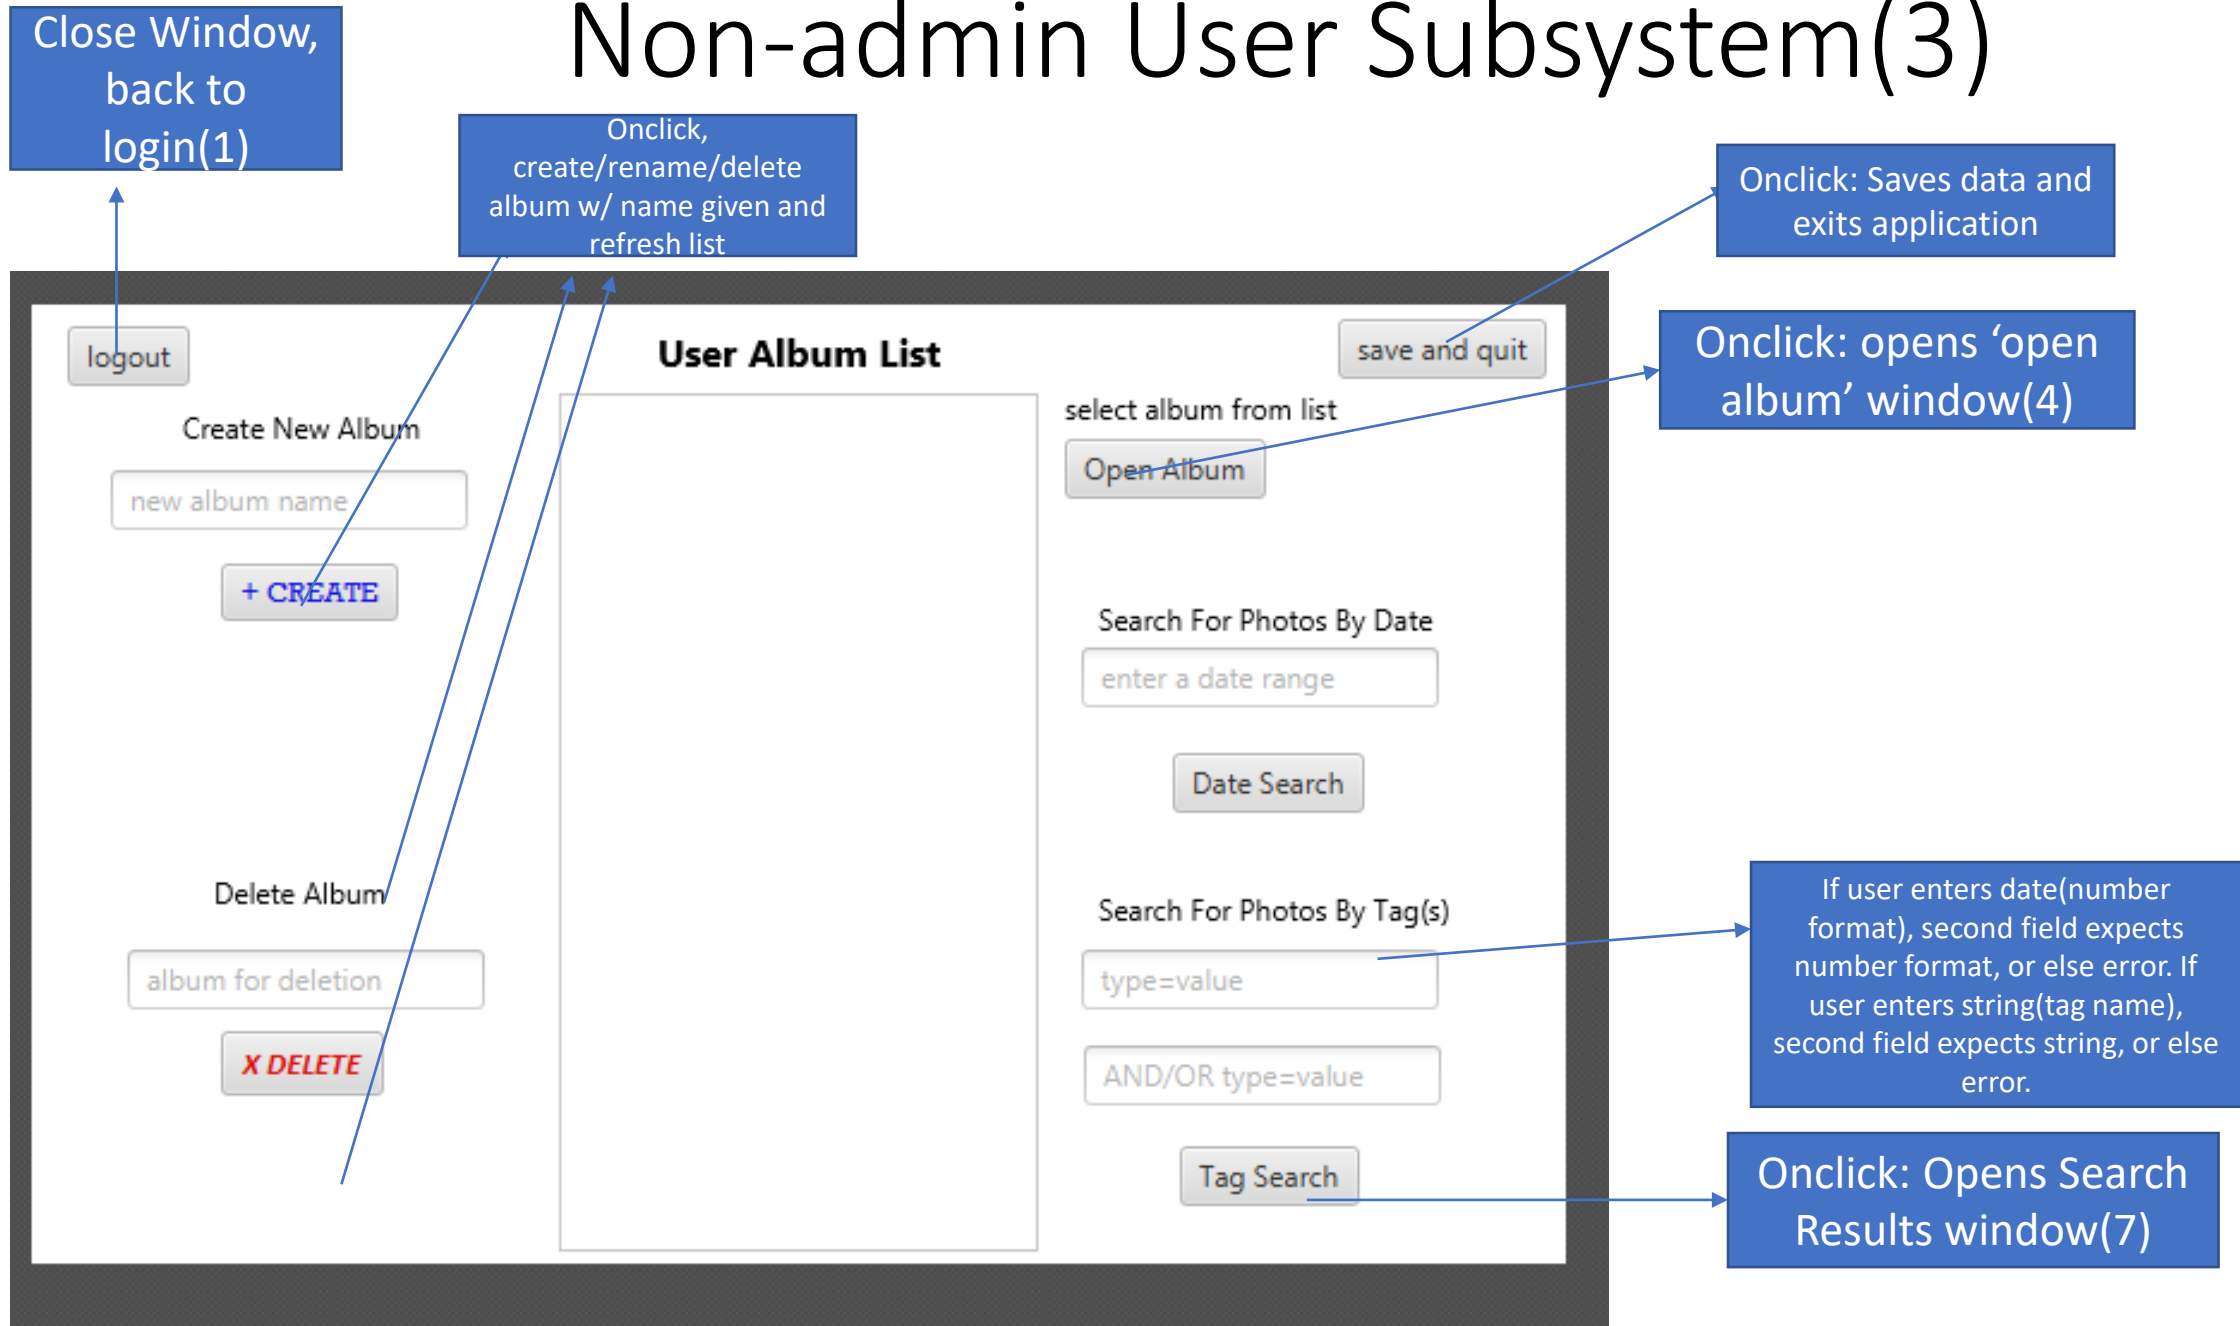 Non-admin User Subsystem(3)
Close Window,
back to
login(1)
Onclick,
create/rename/delete
album w/ name given and
refresh list
Onclick: Saves data and
exits application
Onclick: opens ‘open
album’ window(4)
logout
User Album List
save and quit
Create New Album
new album name
+ CREATE
select album from list
Open Album
Search For Photos By Date
enter a date range
Date Search
Delete Album
album for deletion
X DELETE
Search For Photos By Tag(s)
type=value
AND/OR type=value
Tag Search
If user enters date(number
format), second field expects
number format, or else error. If
user enters string(tag name),
second field expects string, or else
error.
Onclick: Opens Search
Results window(7)